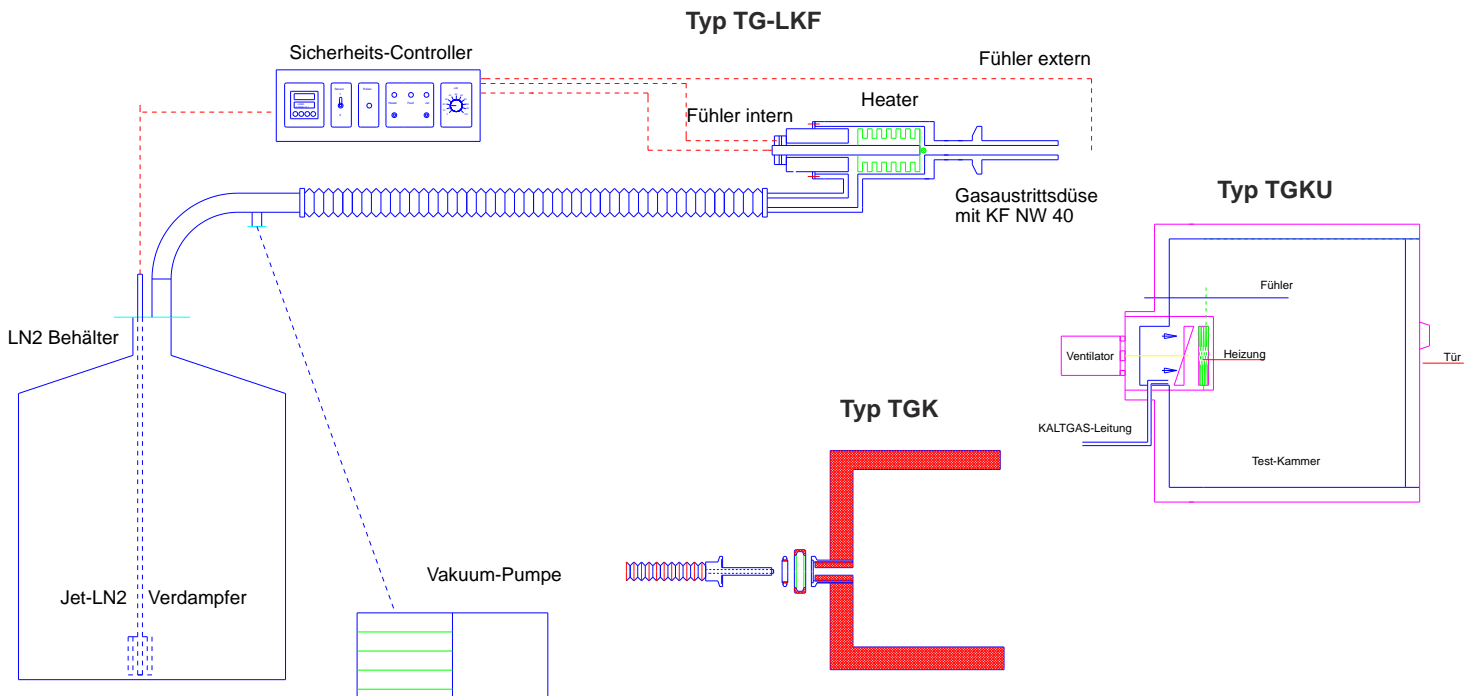 Typ TG-LKF
Sicherheits-Controller
Fühler extern
Heater
Fühler intern
Gasaustrittsdüse
mit KF NW 40
Typ TGKU
Fühler
LN2 Behälter
Ventilator
Heizung
Tür
Typ TGK
KALTGAS-Leitung
Test-Kammer
Vakuum-Pumpe
Jet-LN2 Verdampfer